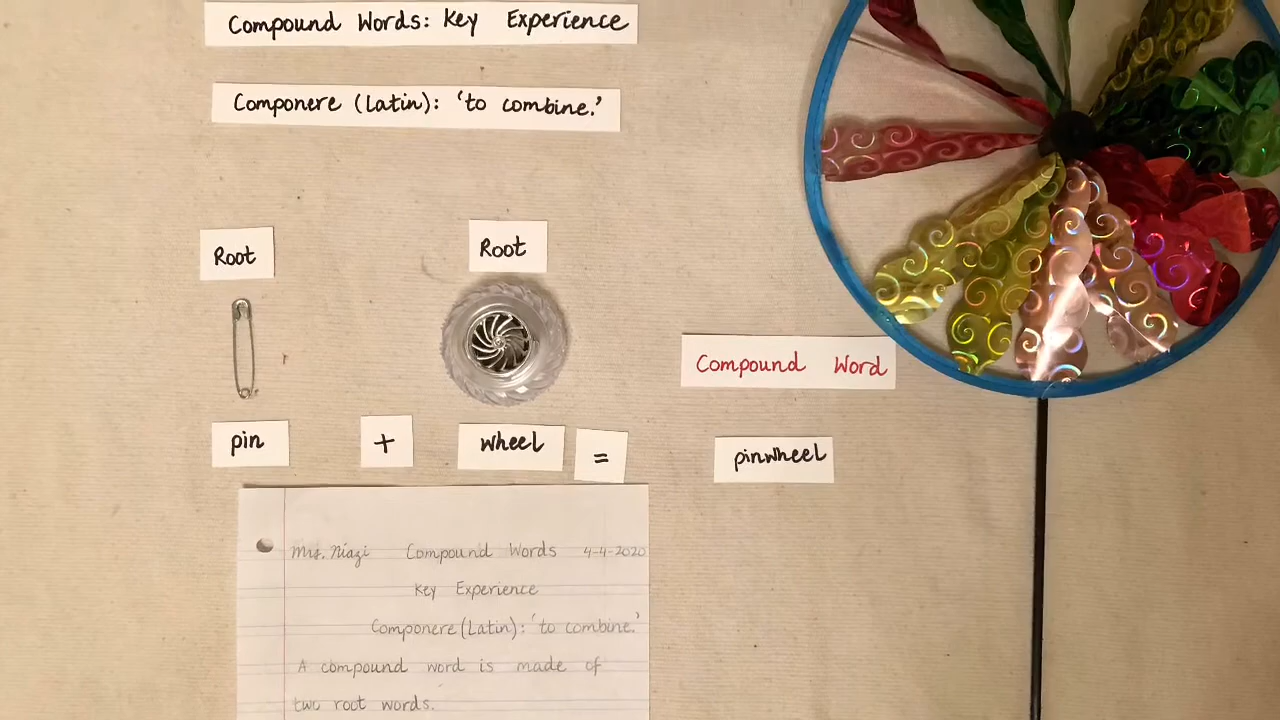 Compound Words: Key Experience
Componere (Latin): 'to combine.'
Root Root
Compound Word
pin + wheel = pinwheel
Mrs. Niazi Compound Words 4-4-2020
Key Experience
Componere (Latin): 'to combine.'
A compound word is made of
two root words.